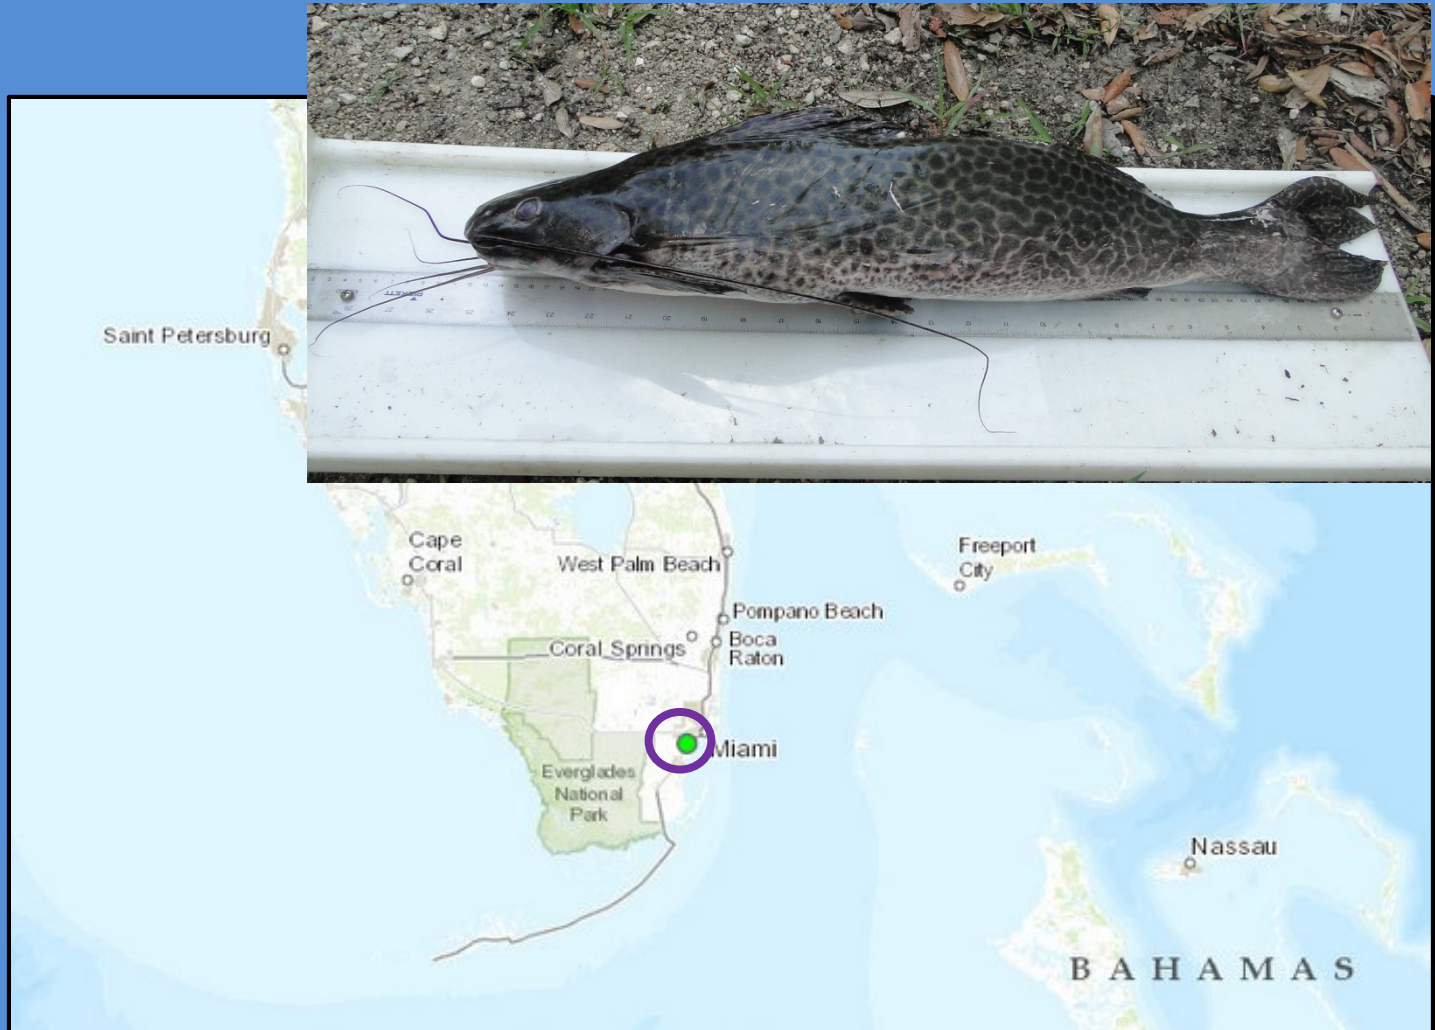 Saint Petersburg
Cape
Coral
West Palm Beach
Freeport
City
Pompano Beach
Coral Springs
Boca
Raton
Miami
Everglades
National
Park
Nassau
BAHAMAS